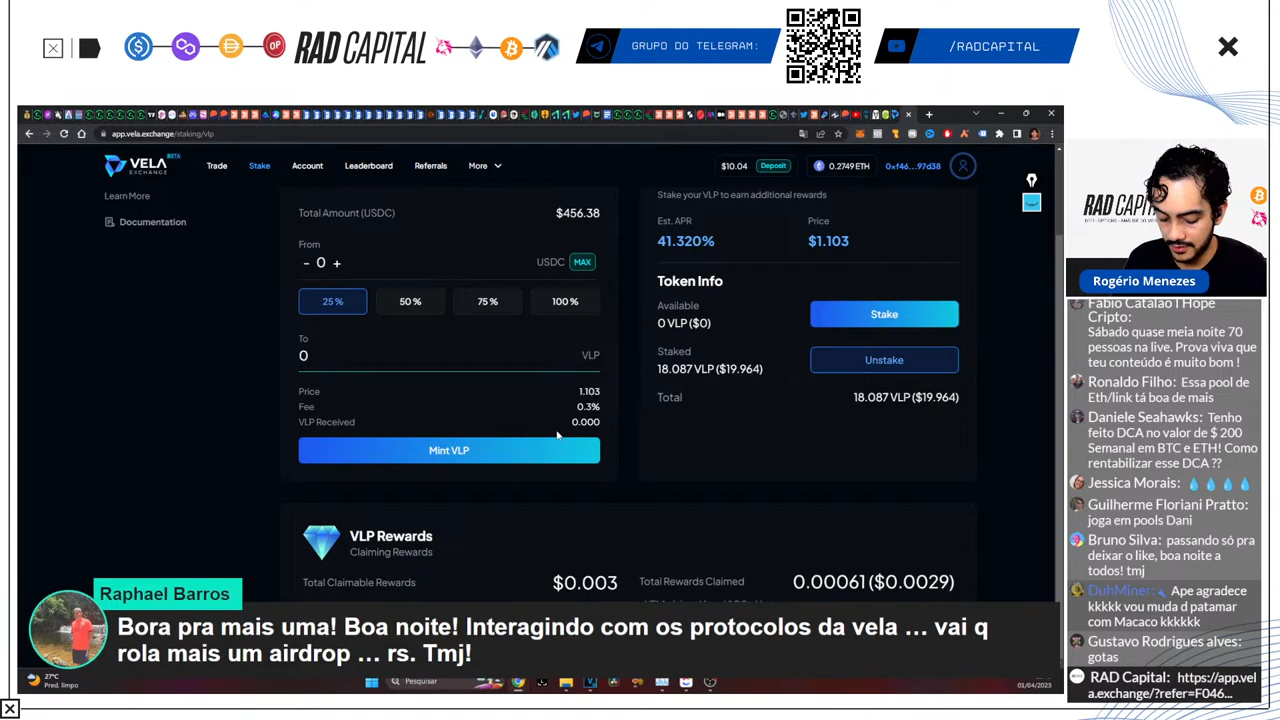 RAD CAPITAL
GRUPO DO TELEGRAM:
/RADCAPITAL
app.vela.exchange/staking/vlp
VELA BETA
EXCHANGE
Trade
Stake
Account
Leaderboard
Referrals
More
$10.04
Deposit
0.2749 ETH
0xf46...97d38
Learn More
Documentation
Total Amount (USDC)
$456.38
From
- 0 +
USDC
MAX
25 %
50 %
75 %
100 %
To
0
VLP
Price
1.103
Fee
0.3%
VLP Received
0.000
Mint VLP
Stake your VLP to earn additional rewards
Est. APR
Price
41.320%
$1.103
Token Info
Available
0 VLP ($0)
Stake
Staked
18.087 VLP ($19.964)
Unstake
Total
18.087 VLP ($19.964)
VLP Rewards
Claiming Rewards
Total Claimable Rewards
$0.003
Total Rewards Claimed
0.00061 ($0.0029)
Raphael Barros
Bora pra mais uma! Boa noite! Interagindo com os protocolos da vela ... vai q
rola mais um airdrop ... rs. Tmj!
27°C
Pred. limpo
Pesquisar
01/04/2023
RAD CAPI
Rogério Menezes
Fabio Catalao I Hope
Cripto:
Sábado quase meia noite 70
pessoas na live. Prova viva que
teu conteúdo é muito bom !
Ronaldo Filho: Essa pool de
Eth/link tá boa de mais
Daniele Seahawks: Tenho
feito DCA no valor de $ 200
Semanal em BTC e ETH! Como
rentabilizar esse DCA ??
Jessica Morais: 💧💧💧💧
Guilherme Floriani Pratto:
joga em pools Dani
Bruno Silva: passando só pra
deixar o like, boa noite a
todos! tmj
DuhMiner: Ape agradece
kkkkk vou muda d patamar
com Macaco kkkkkk
Gustavo Rodrigues alves:
gotas
RAD Capital: https://app.vel
a.exchange/?refer=F046...